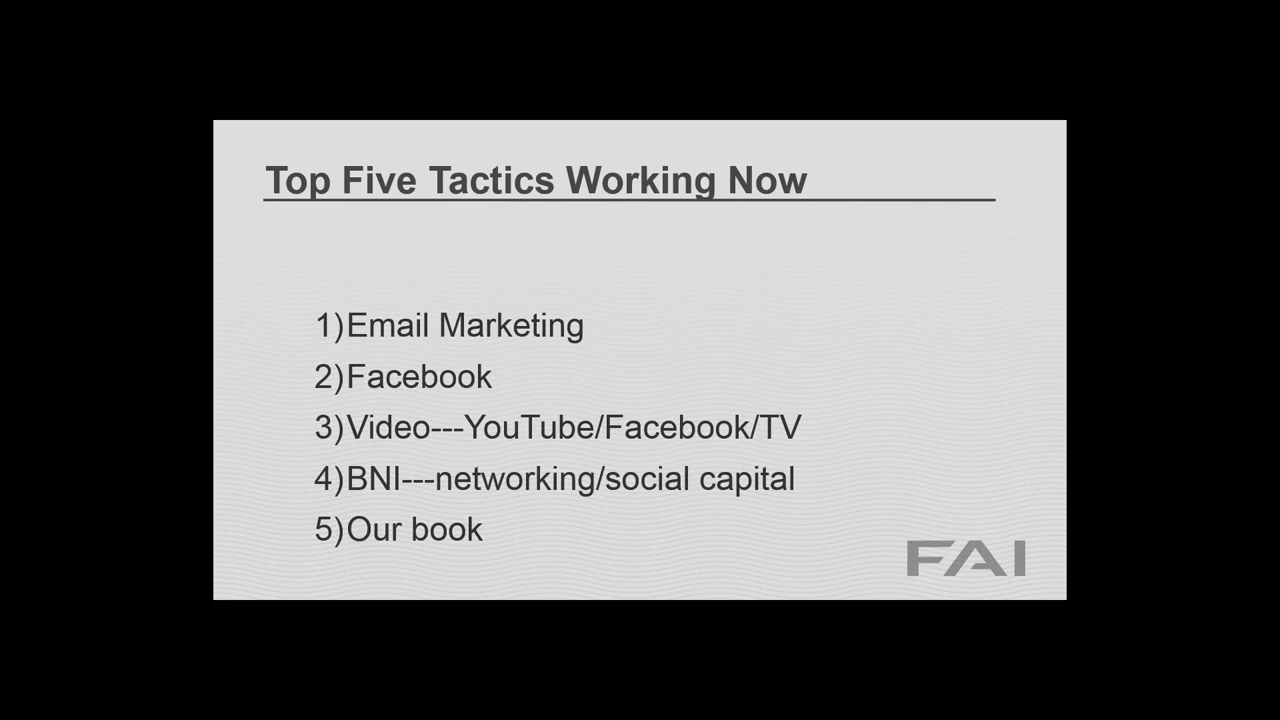 Top Five Tactics Working Now
1)Email Marketing
2)Facebook
3)Video---YouTube/Facebook/TV
4)BNI---networking/social capital
5)Our book
FAI